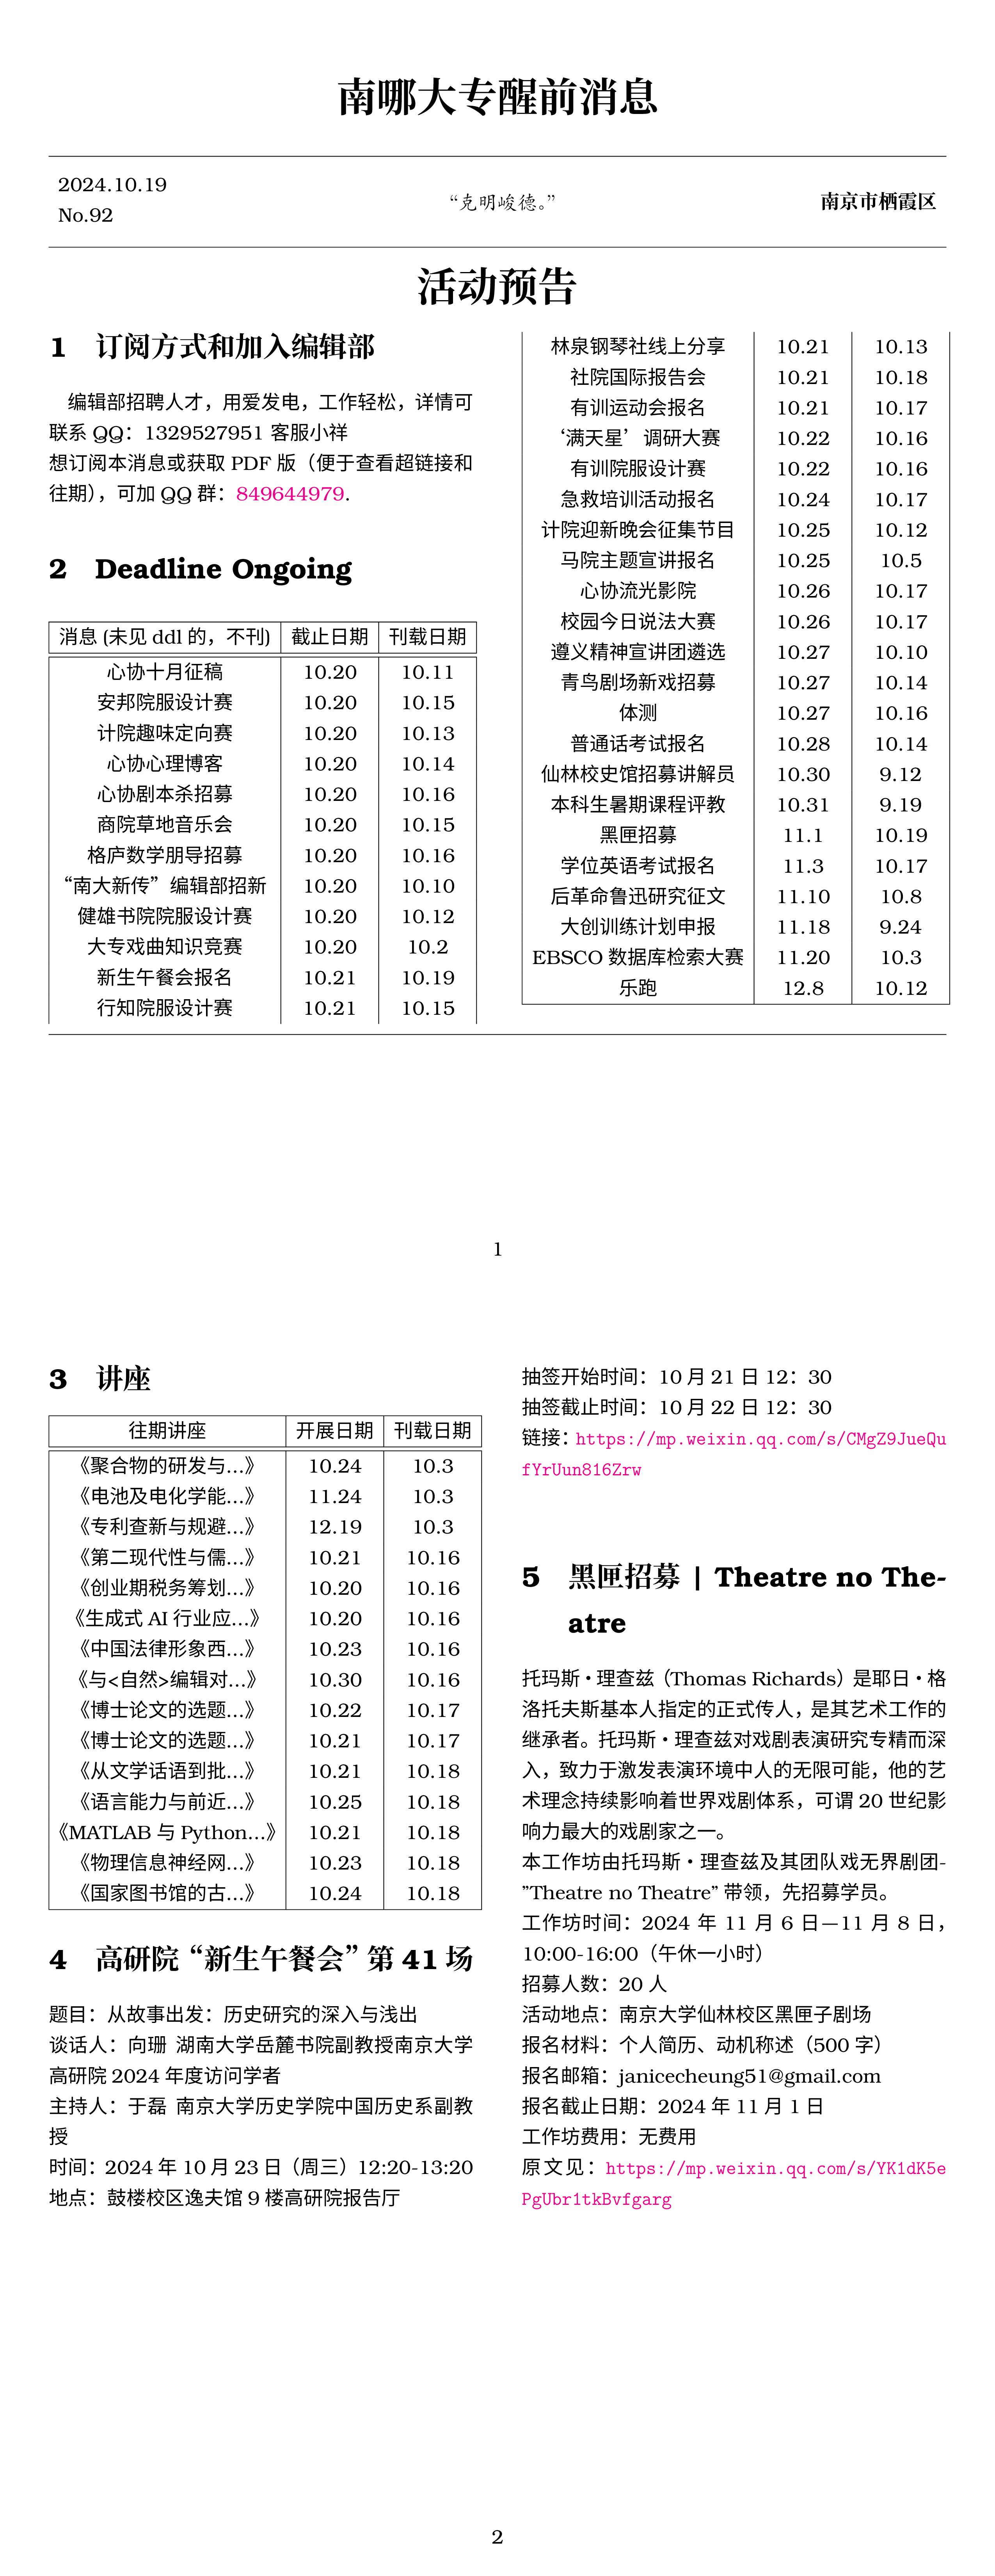 南哪大专醒前消息
2024.10.19
No.92
“克明峻德。”
南京市栖霞区
活动预告
1 订阅方式和加入编辑部
编辑部招聘人才，用爱发电，工作轻松，详情可
联系 QQ：1329527951 客服小祥
想订阅本消息或获取 PDF 版（便于查看超链接和
往期），可加 QQ 群：849644979.
2 Deadline Ongoing
消息 (未见 ddl 的，不刊) 截止日期 刊载日期
心协十月征稿 10.20 10.11
安邦院服设计赛 10.20 10.15
计院趣味定向赛 10.20 10.13
心协心理博客 10.20 10.14
心协剧本杀招募 10.20 10.16
商院草地音乐会 10.20 10.15
格庐数学朋导招募 10.20 10.16
“南大新传”编辑部招新 10.20 10.10
健雄书院院服设计赛 10.20 10.12
大专戏曲知识竞赛 10.20 10.2
新生午餐会报名 10.21 10.19
行知院服设计赛 10.21 10.15
林泉钢琴社线上分享 10.21 10.13
社院国际报告会 10.21 10.18
有训运动会报名 10.21 10.17
‘满天星’调研大赛 10.22 10.16
有训院服设计赛 10.22 10.16
急救培训活动报名 10.24 10.17
计院迎新晚会征集节目 10.25 10.12
马院主题宣讲报名 10.25 10.5
心协流光影院 10.26 10.17
校园今日说法大赛 10.26 10.17
遵义精神宣讲团遴选 10.27 10.10
青鸟剧场新戏招募 10.27 10.14
体测 10.27 10.16
普通话考试报名 10.28 10.14
仙林校史馆招募讲解员 10.30 9.12
本科生暑期课程评教 10.31 9.19
黑匣招募 11.1 10.19
学位英语考试报名 11.3 10.17
后革命鲁迅研究征文 11.10 10.8
大创训练计划申报 11.18 9.24
EBSCO 数据库检索大赛 11.20 10.3
乐跑 12.8 10.12
1
3 讲座
往期讲座 开展日期 刊载日期
《聚合物的研发与…》 10.24 10.3
《电池及电化学能…》 11.24 10.3
《专利查新与规避…》 12.19 10.3
《第二现代性与儒…》 10.21 10.16
《创业期税务筹划…》 10.20 10.16
《生成式 AI 行业应…》 10.20 10.16
《中国法律形象西…》 10.23 10.16
《与<自然>编辑对…》 10.30 10.16
《博士论文的选题…》 10.22 10.17
《博士论文的选题…》 10.21 10.17
《从文学话语到批…》 10.21 10.18
《语言能力与前近…》 10.25 10.18
《MATLAB 与 Python…》 10.21 10.18
《物理信息神经网…》 10.23 10.18
《国家图书馆的古…》 10.24 10.18
4 高研院“新生午餐会”第 41 场
题目：从故事出发：历史研究的深入与浅出
谈话人：向珊 湖南大学岳麓书院副教授南京大学
高研院 2024 年度访问学者
主持人：于磊 南京大学历史学院中国历史系副教
授
时间：2024 年 10 月 23 日（周三）12:20-13:20
地点：鼓楼校区逸夫馆 9 楼高研院报告厅
抽签开始时间：10 月 21 日 12：30
抽签截止时间：10 月 22 日 12：30
链接：https://mp.weixin.qq.com/s/CMgZ9JueQu
fYrUun816Zrw
5 黑匣招募 | Theatre no The-
atre
托玛斯·理查兹（Thomas Richards）是耶日·格
洛托夫斯基本人指定的正式传人，是其艺术工作的
继承者。托玛斯·理查兹对戏剧表演研究专精而深
入，致力于激发表演环境中人的无限可能，他的艺
术理念持续影响着世界戏剧体系，可谓 20 世纪影
响力最大的戏剧家之一。
本工作坊由托玛斯·理查兹及其团队戏无界剧团-
”Theatre no Theatre” 带领，先招募学员。
工作坊时间：2024 年 11 月 6 日—11 月 8 日，
10:00-16:00（午休一小时）
招募人数：20 人
活动地点：南京大学仙林校区黑匣子剧场
报名材料：个人简历、动机称述（500 字）
报名邮箱：janicecheung51@gmail.com
报名截止日期：2024 年 11 月 1 日
工作坊费用：无费用
原文见：https://mp.weixin.qq.com/s/YK1dK5e
PgUbr1tkBvfgarg
2